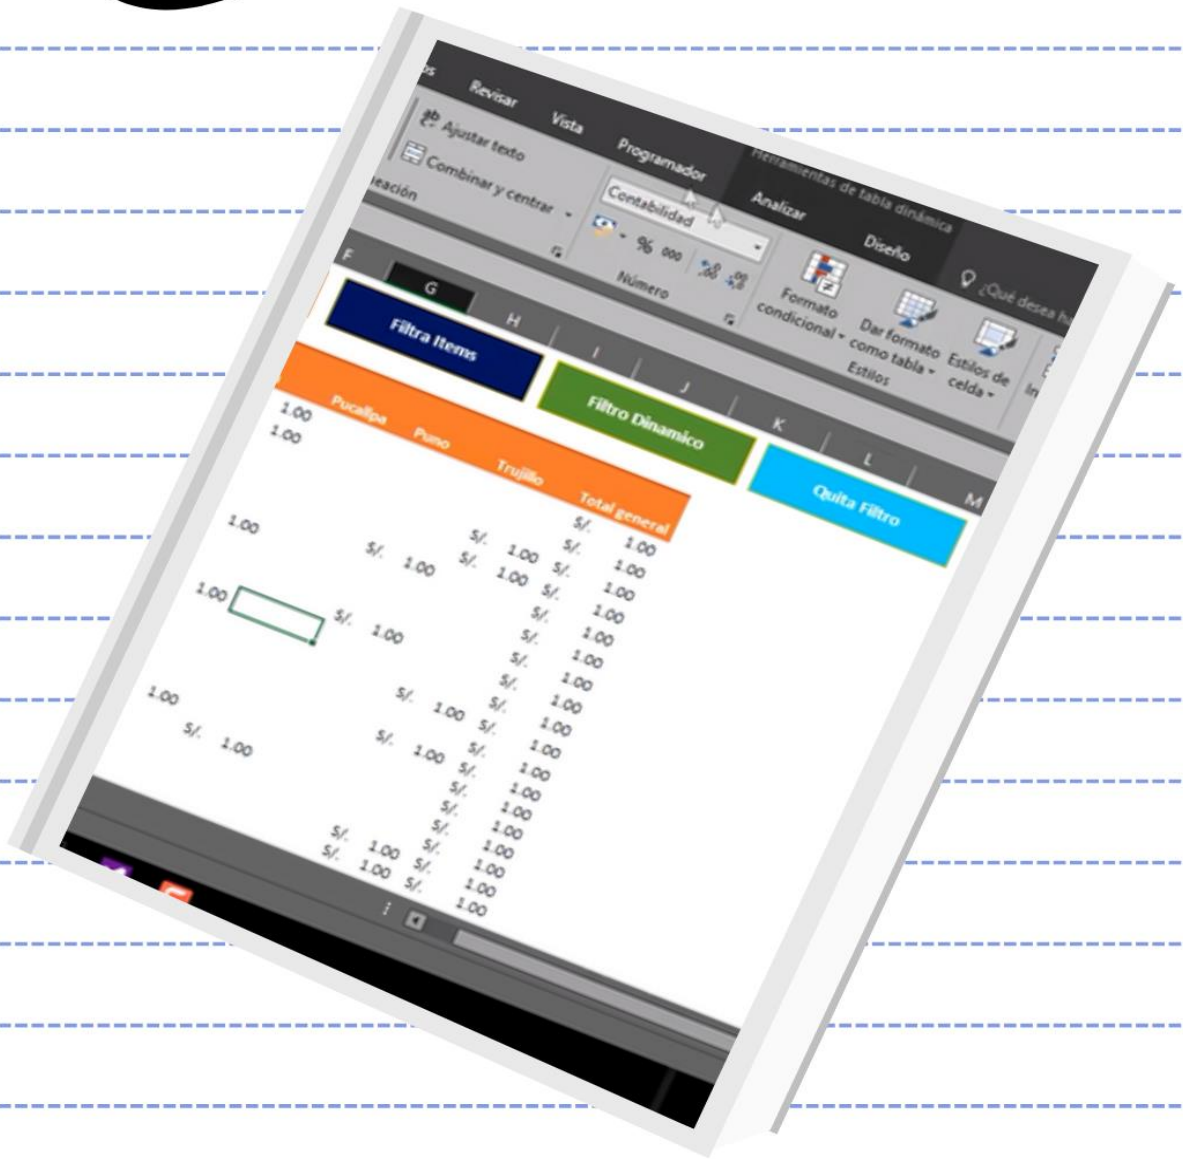 os Revisar Vista Programador
Herramientas de tabla dinámica
Analizar Diseño ¿Qué desea ha
Ajustar texto
Combinar y centrar
eación
Contabilidad
% 000
Número
Formato condicional
Dar formato como tabla
Estilos de celda
Estilos
In
F G H I J K L M
Filtra Items
Filtro Dinamico
Quita Filtro
Pucallpa Puno Trujillo Total general
1.00 S/. 1.00
1.00 S/. 1.00
S/. 1.00 S/. 1.00
S/. 1.00 S/. 1.00
S/. 1.00 S/. 1.00
1.00 S/. 1.00
S/. 1.00
S/. 1.00 S/. 1.00
1.00 S/. 1.00
S/. 1.00 S/. 1.00
S/. 1.00
S/. 1.00 S/. 1.00
1.00 S/. 1.00
S/. 1.00 S/. 1.00
S/. 1.00
S/. 1.00 S/. 1.00
S/. 1.00 S/. 1.00